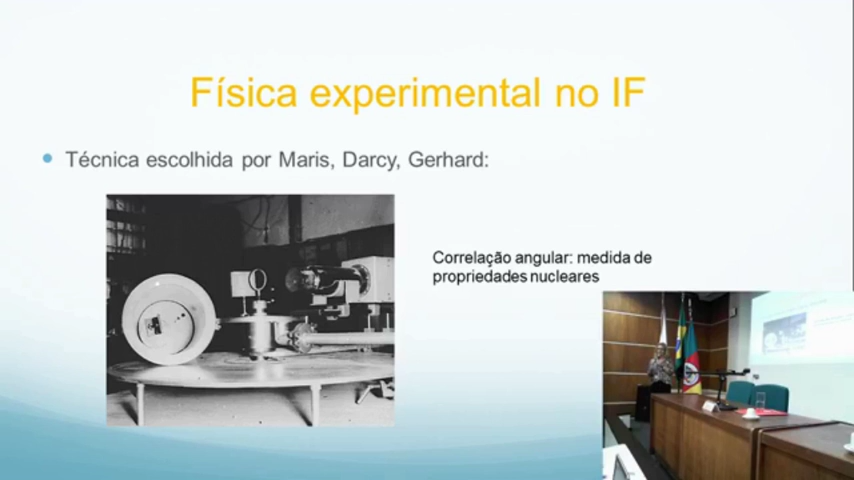 Física experimental no IF
Técnica escolhida por Maris, Darcy, Gerhard:
Correlação angular: medida de
propriedades nucleares